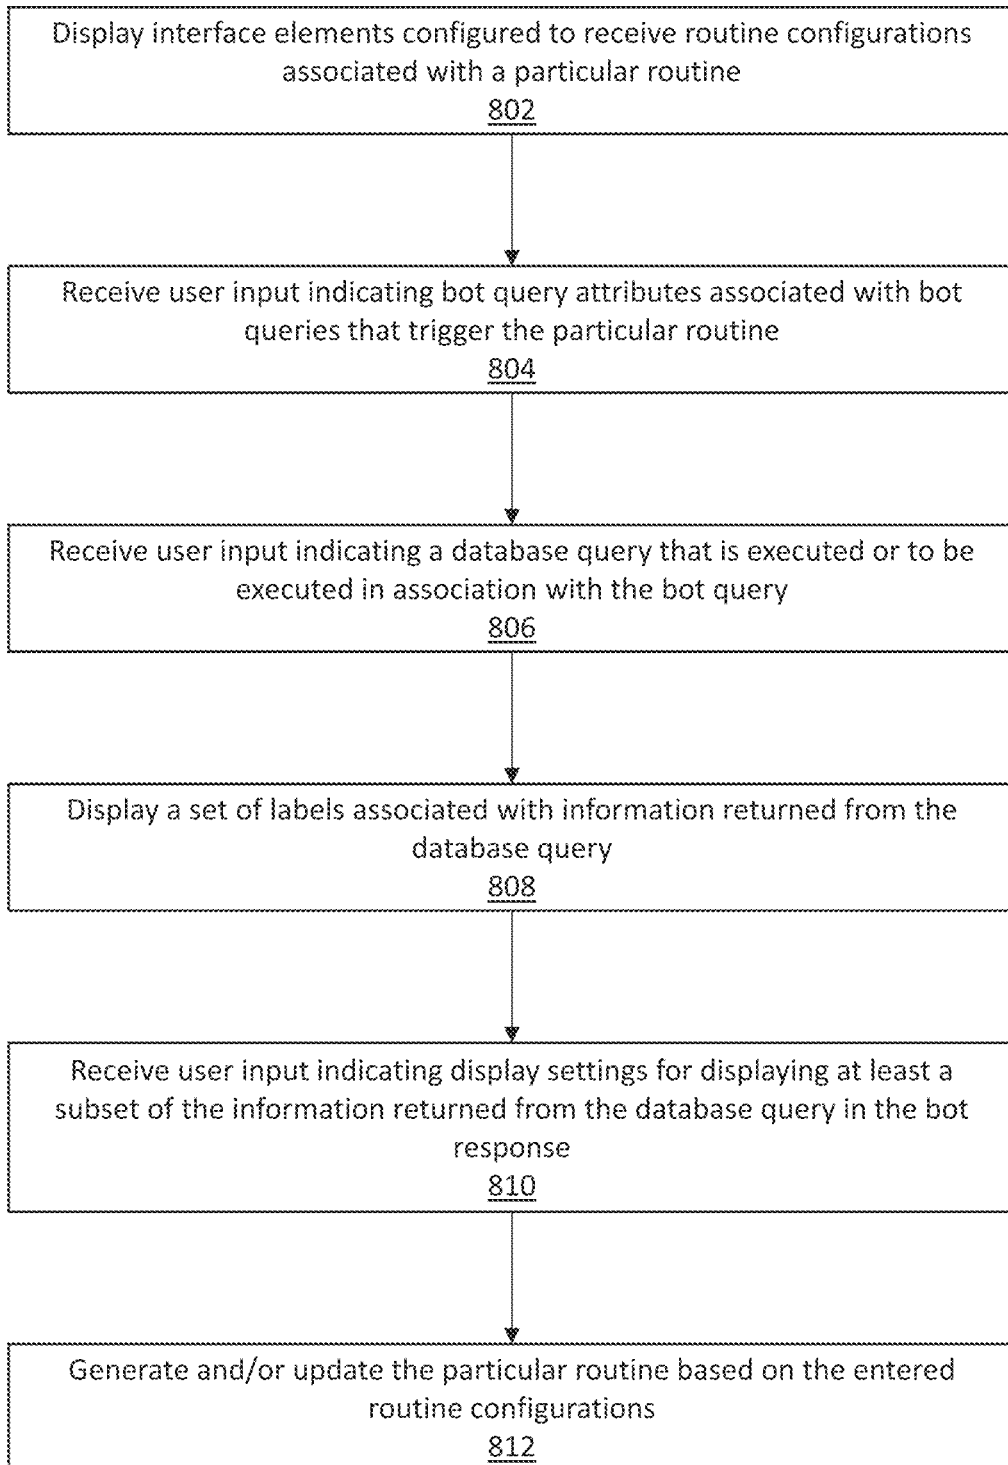 Display interface elements configured to receive routine configurations
associated with a particular routine
802
Receive user input indicating bot query attributes associated with bot
queries that trigger the particular routine
804
Receive user input indicating a database query that is executed or to be
executed in association with the bot query
806
Display a set of labels associated with information returned from the
database query
808
Receive user input indicating display settings for displaying at least a
subset of the information returned from the database query in the bot
response
810
Generate and/or update the particular routine based on the entered
routine configurations
812